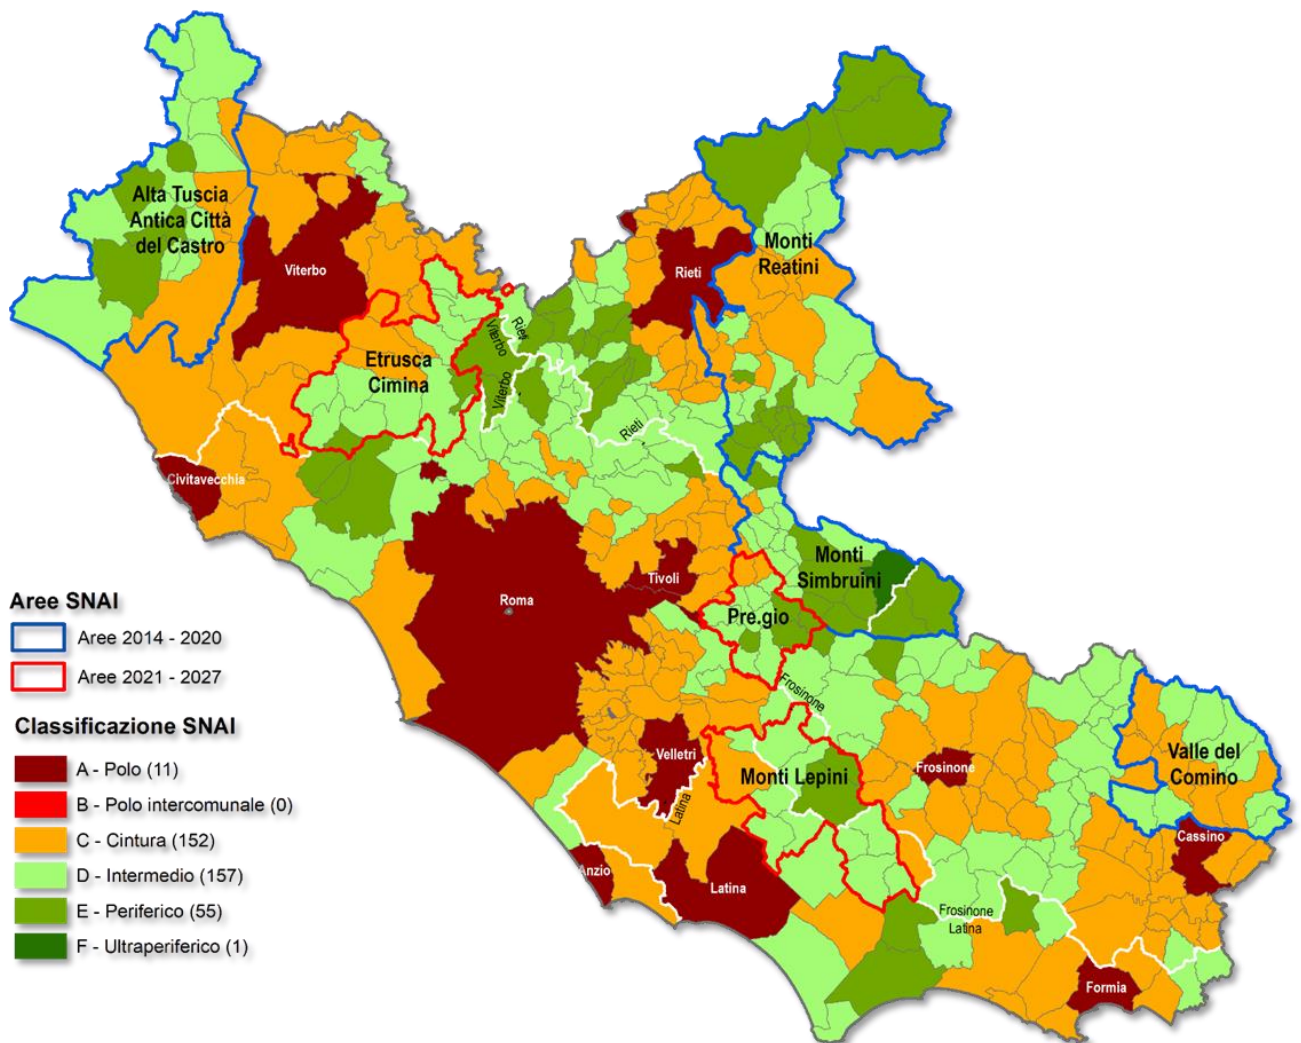 Alta Tuscia
Antica Città
del Castro
Viterbo
Monti
Reatini
Rieti
Etrusca
Cimina
Viterbo
Rieti
Viterbo
Rieti
Civitavecchia
Monti
Simbruini
Tivoli
Roma
Pre.gio
Frosinone
Velletri
Monti Lepini
Latina
Frosinone
Valle del
Comino
Cassino
Anzio
Latina
Frosinone
Latina
Formia
Aree SNAI
Aree 2014 - 2020
Aree 2021 - 2027
Classificazione SNAI
A - Polo (11)
B - Polo intercomunale (0)
C - Cintura (152)
D - Intermedio (157)
E - Periferico (55)
F - Ultraperiferico (1)